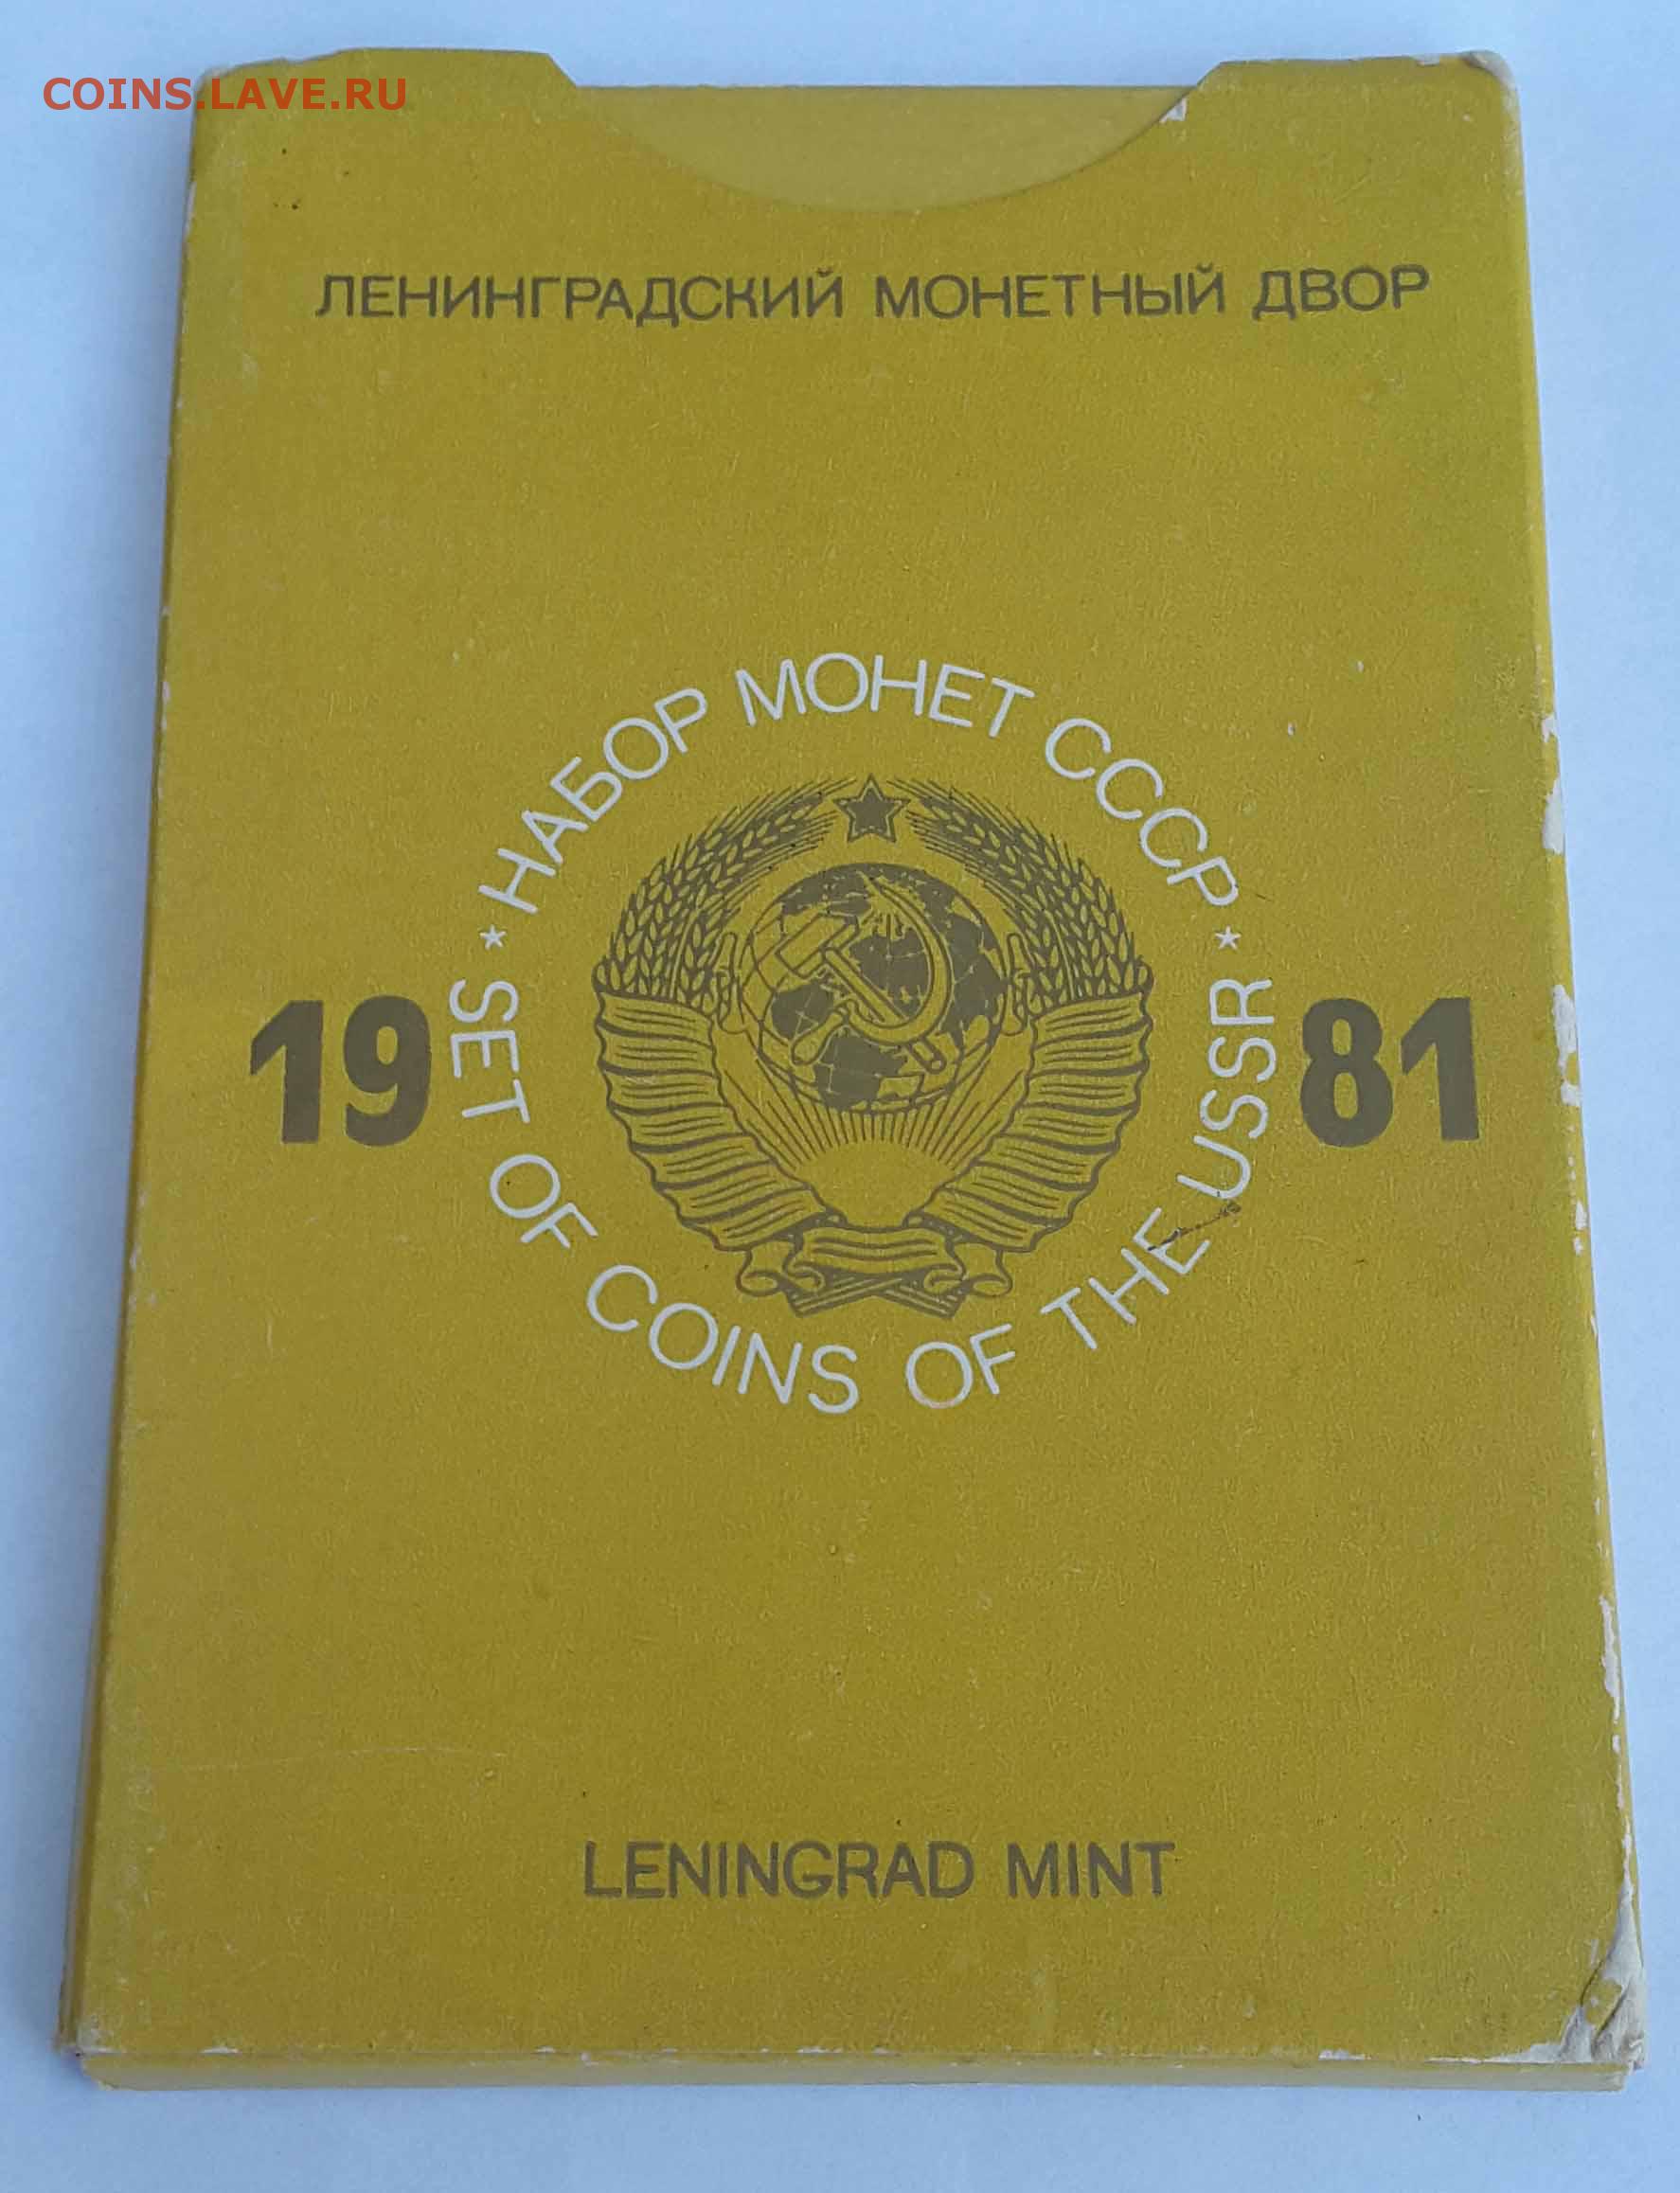 COINS.LAVE.RU
ЛЕНИНГРАДСКИЙ МОНЕТНЫЙ ДВОР
* НАБОР МОНЕТ СССР *
19 81
SET OF COINS OF THE USSR
LENINGRAD MINT